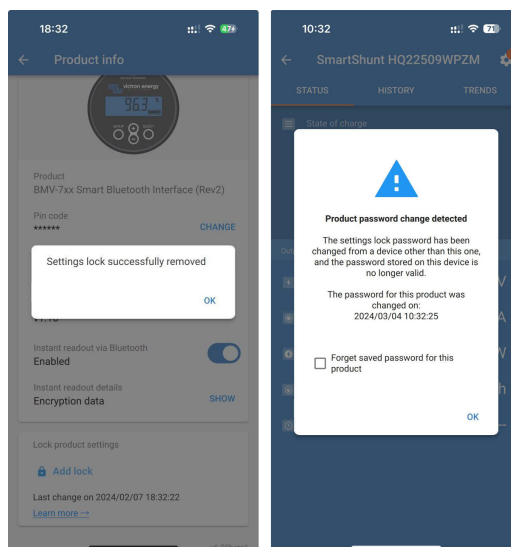 18:32
47
Product info
victron energy
96.3
Product
BMV-7xx Smart Bluetooth Interface (Rev2)
Pin code
******
CHANGE
Settings lock successfully removed
OK
Instant readout via Bluetooth
Enabled
Instant readout details
Encryption data
SHOW
Lock product settings
Add lock
Last change on 2024/02/07 18:32:22
Learn more →
10:32
71
SmartShunt HQ22509WPZM
STATUS
HISTORY
TRENDS
State of charge
Product password change detected
The settings lock password has been
changed from a device other than this one,
and the password stored on this device is
no longer valid.
The password for this product was
changed on:
2024/03/04 10:32:25
Forget saved password for this
product
OK
V
A
W
h